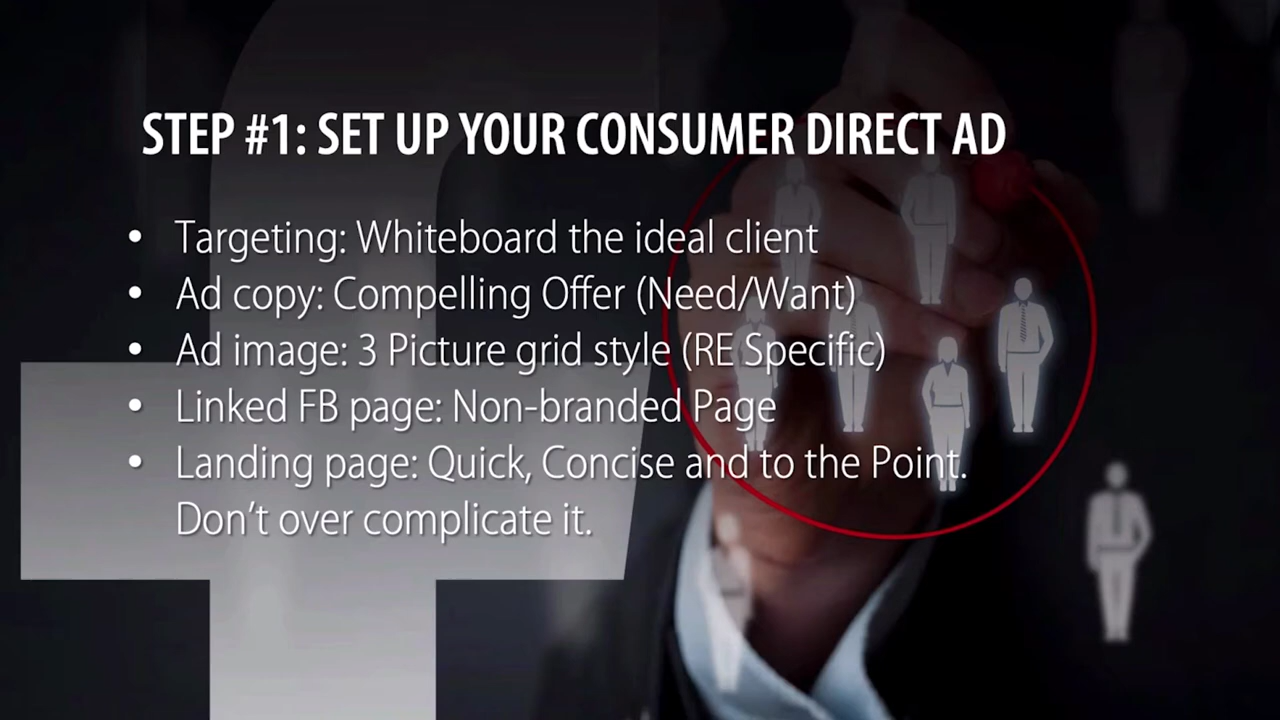 STEP #1: SET UP YOUR CONSUMER DIRECT AD
• Targeting: Whiteboard the ideal client
• Ad copy: Compelling Offer (Need/Want)
• Ad image: 3 Picture grid style (RE Specific)
• Linked FB page: Non-branded Page
• Landing page: Quick, Concise and to the Point.
Don't over complicate it.